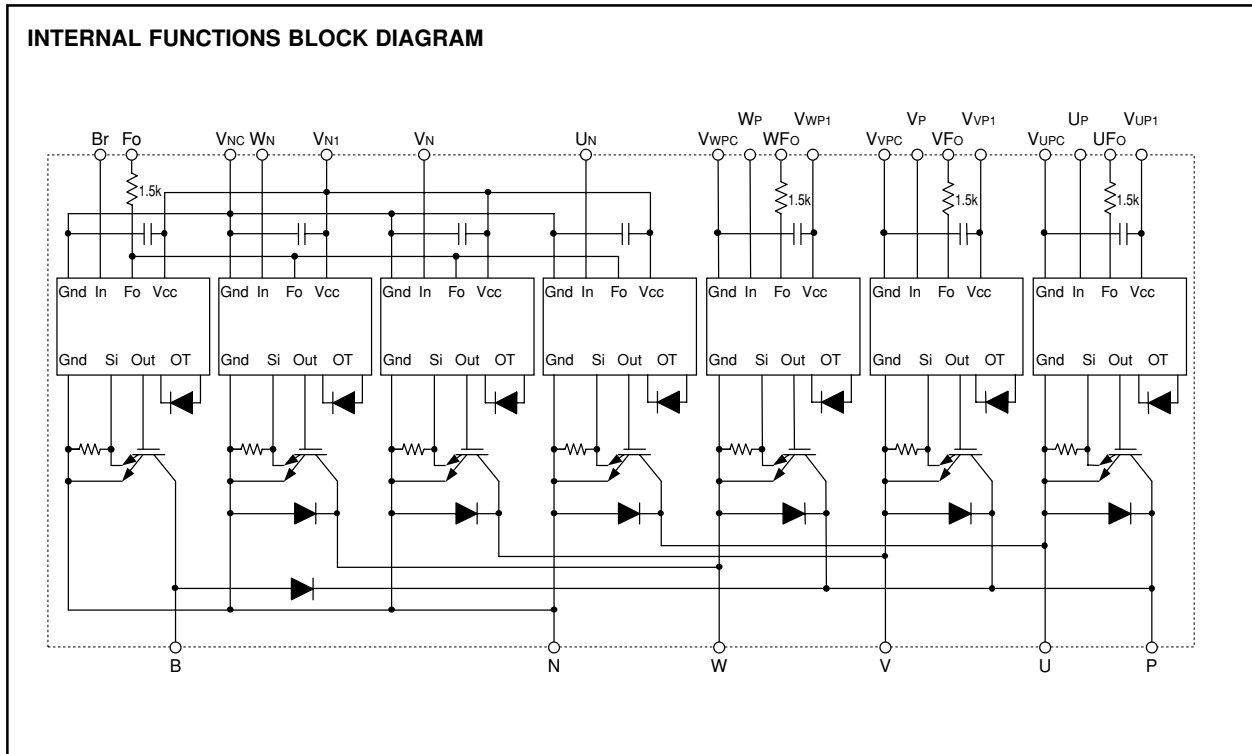 INTERNAL FUNCTIONS BLOCK DIAGRAM
WP VWP1 VP VVP1 UP VUP1
Br Fo VNC WN VN1 VN UN VWPC WFO VVPC VFO VUPC UFO
1.5k 1.5k 1.5k 1.5k
Gnd In Fo Vcc Gnd In Fo Vcc Gnd In Fo Vcc Gnd In Fo Vcc Gnd In Fo Vcc Gnd In Fo Vcc Gnd In Fo Vcc
Gnd Si Out OT Gnd Si Out OT Gnd Si Out OT Gnd Si Out OT Gnd Si Out OT Gnd Si Out OT Gnd Si Out OT
B N W V U P